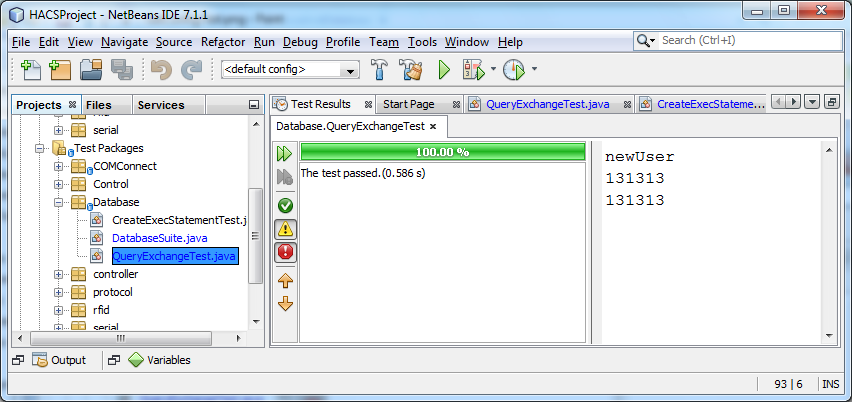 HACSProject - NetBeans IDE 7.1.1
File Edit View Navigate Source Refactor Run Debug Profile Team Tools Window Help
Search (Ctrl+I)
<default config>
Projects Files Services
serial
Test Packages
COMConnect
Control
Database
CreateExecStatementTest.j
DatabaseSuite.java
QueryExchangeTest.java
controller
protocol
rfid
serial
Test Results Start Page QueryExchangeTest.java CreateExecStateme...
Database.QueryExchangeTest
100.00 %
The test passed.(0.586 s)
newUser
131313
131313
Output Variables
93 | 6 INS